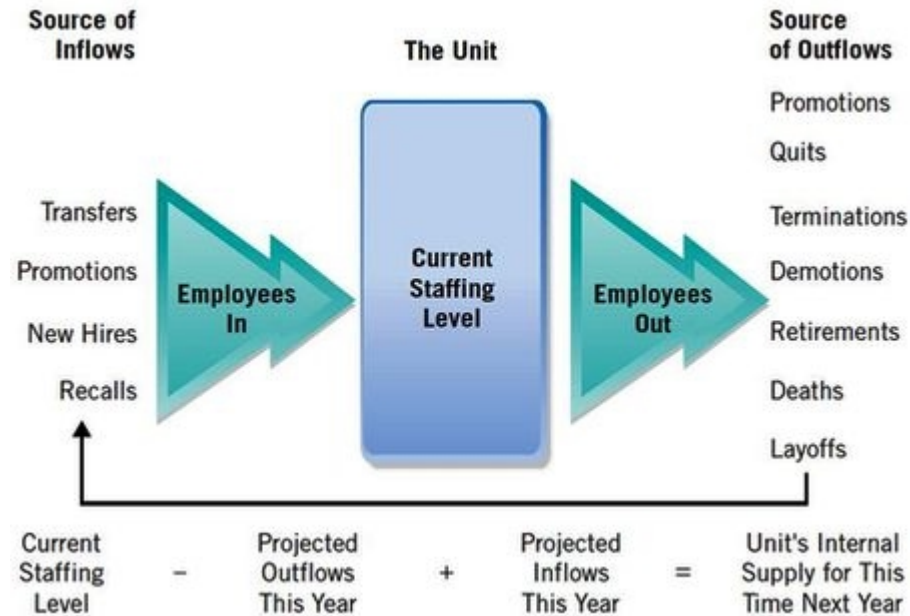 Source of
Inflows
The Unit
Source
of Outflows
Transfers
Promotions
New Hires
Recalls
Employees
In
Current
Staffing
Level
Employees
Out
Promotions
Quits
Terminations
Demotions
Retirements
Deaths
Layoffs
Current
Staffing
Level
–
Projected
Outflows
This Year
+
Projected
Inflows
This Year
=
Unit's Internal
Supply for This
Time Next Year